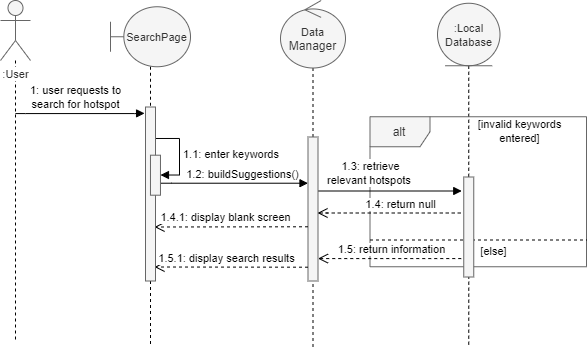 :User
SearchPage
Data
Manager
:Local
Database
1: user requests to
search for hotspot
alt
[invalid keywords
entered]
1.1: enter keywords
1.2: buildSuggestions()
1.3: retrieve
relevant hotspots
1.4: return null
1.4.1: display blank screen
1.5: return information
[else]
1.5.1: display search results